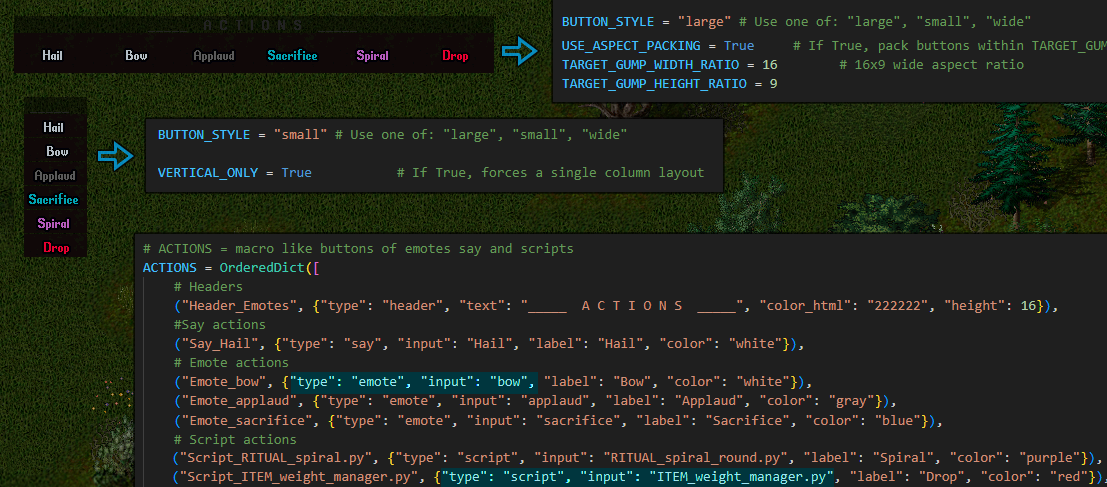 A C T I O N S
Hail Bow Applaud Sacrifice Spiral Drop
BUTTON_STYLE = "large" # Use one of: "large", "small", "wide"
USE_ASPECT_PACKING = True # If True, pack buttons within TARGET_GUM
TARGET_GUMP_WIDTH_RATIO = 16 # 16x9 wide aspect ratio
TARGET_GUMP_HEIGHT_RATIO = 9
Hail
Bow
Applaud
Sacrifice
Spiral
Drop
BUTTON_STYLE = "small" # Use one of: "large", "small", "wide"
VERTICAL_ONLY = True # If True, forces a single column layout
# ACTIONS = macro like buttons of emotes say and scripts
ACTIONS = OrderedDict([
# Headers
("Header_Emotes", {"type": "header", "text": "_____ A C T I O N S _____", "color_html": "222222", "height": 16}),
#Say actions
("Say_Hail", {"type": "say", "input": "Hail", "label": "Hail", "color": "white"}),
# Emote actions
("Emote_bow", {"type": "emote", "input": "bow", "label": "Bow", "color": "white"}),
("Emote_applaud", {"type": "emote", "input": "applaud", "label": "Applaud", "color": "gray"}),
("Emote_sacrifice", {"type": "emote", "input": "sacrifice", "label": "Sacrifice", "color": "blue"}),
# Script actions
("Script_RITUAL_spiral.py", {"type": "script", "input": "RITUAL_spiral_round.py", "label": "Spiral", "color": "purple"}),
("Script_ITEM_weight_manager.py", {"type": "script", "input": "ITEM_weight_manager.py", "label": "Drop", "color": "red"}),